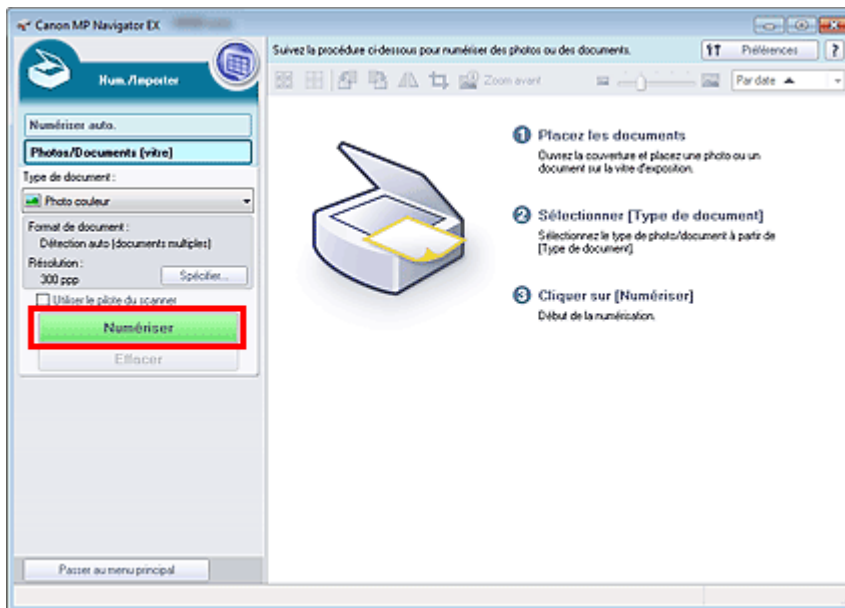 Canon MP Navigator EX
Suivez la procédure ci-dessous pour numériser des photos ou des documents.
Préférences
?
Num./Importer
Zoom avant
Par date
Numériser auto.
Photos/Documents (vitre)
Type de document :
Photo couleur
Format de document :
Détection auto (documents multiples)
Résolution :
300 ppp
Spécifier...
Utiliser le pilote du scanner
Numériser
Effacer
1 Placez les documents
Ouvrez la couverture et placez une photo ou un
document sur la vitre d'exposition.
2 Sélectionner [Type de document]
Sélectionnez le type de photo/document à partir de
[Type de document].
3 Cliquer sur [Numériser]
Début de la numérisation.
Passer au menu principal